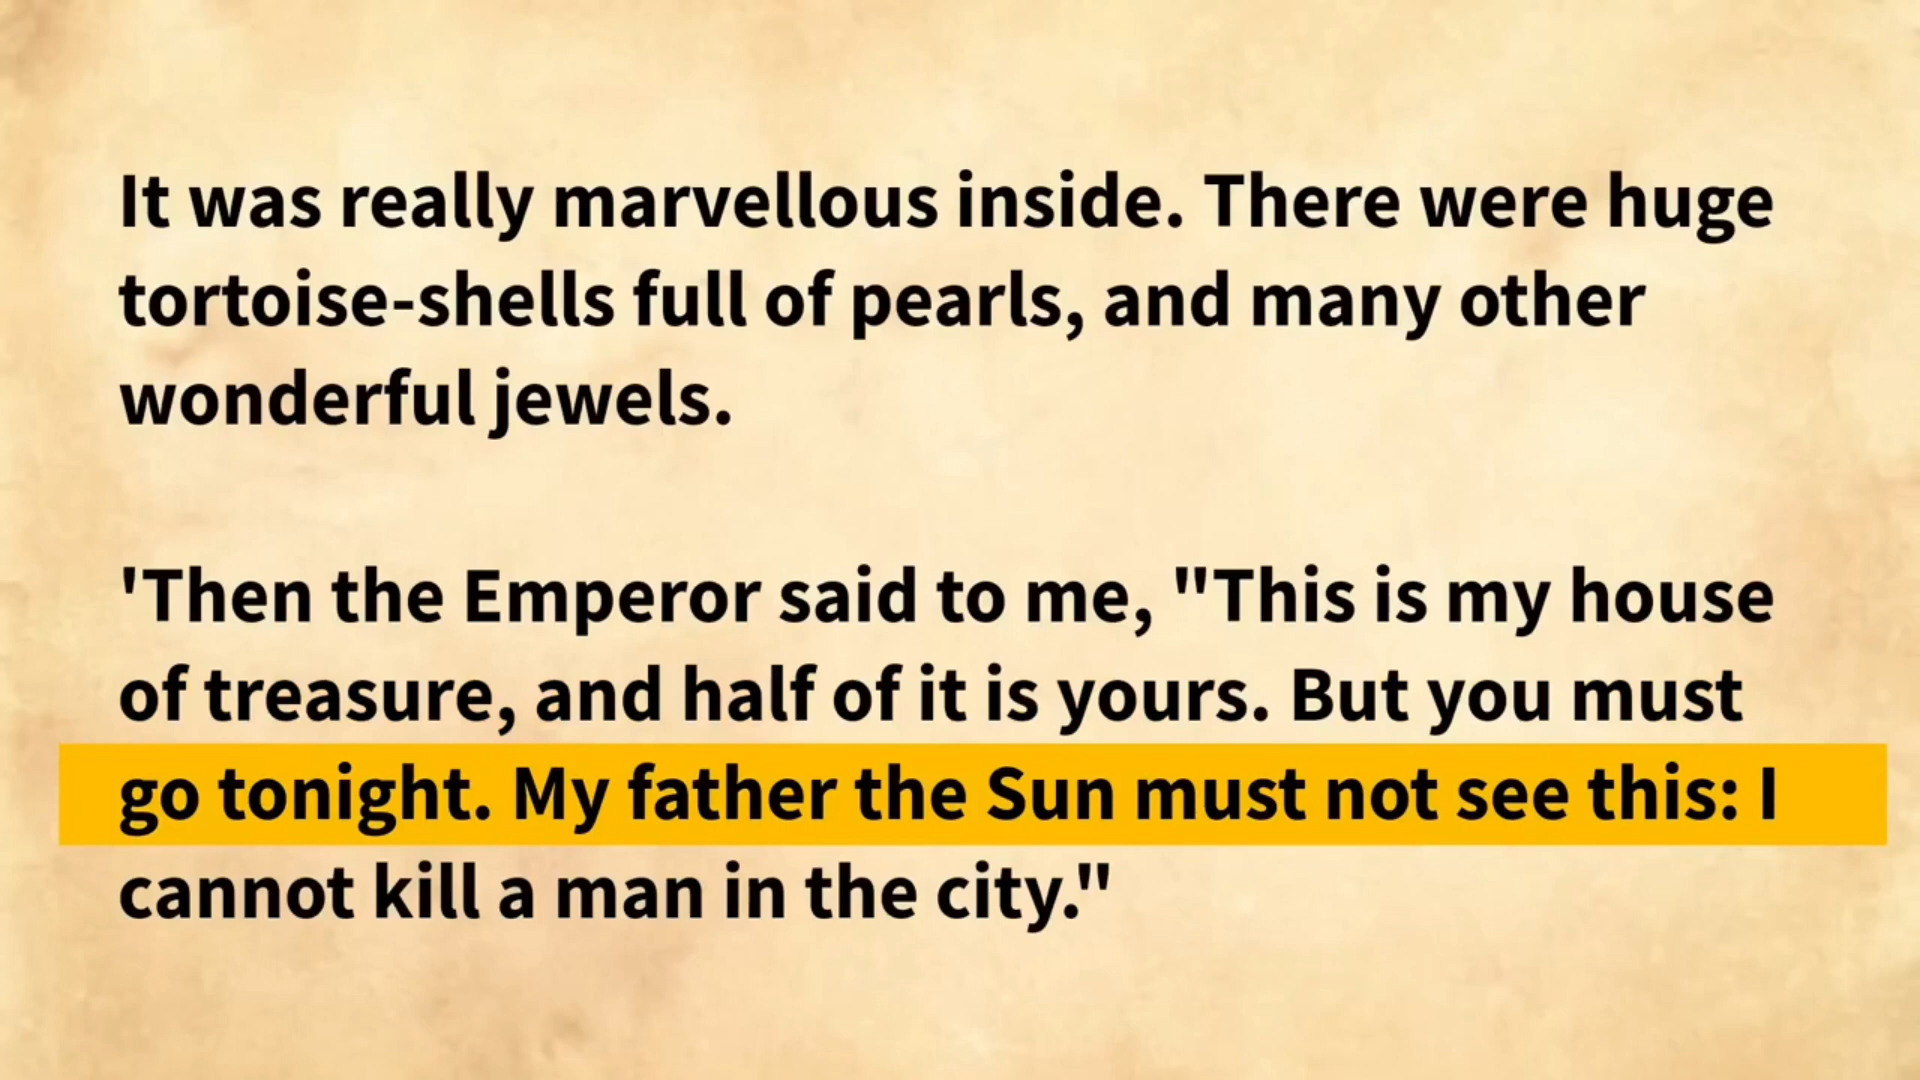 It was really marvellous inside. There were huge
tortoise-shells full of pearls, and many other
wonderful jewels.
'Then the Emperor said to me, "This is my house
of treasure, and half of it is yours. But you must
go tonight. My father the Sun must not see this: I
cannot kill a man in the city."